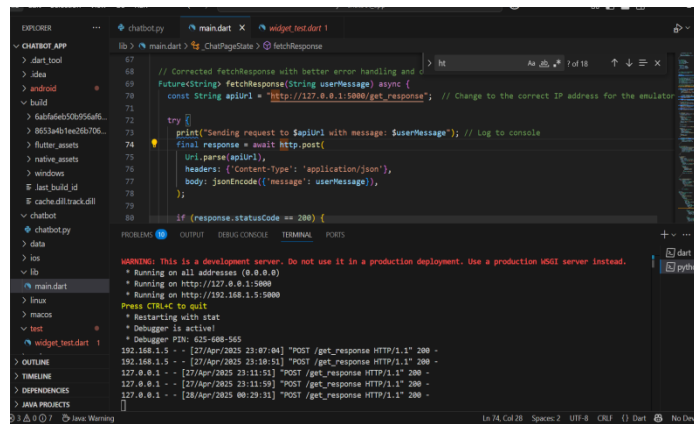 EXPLORER
CHATBOT_APP
.dart_tool
.idea
android
build
6abfa6eb50b956af6...
8653a4b1ee26b706...
flutter_assets
native_assets
windows
.last_build_id
cache.dill.track.dill
chatbot
chatbot.py
data
ios
lib
main.dart
linux
macos
test
widget_test.dart 1
OUTLINE
TIMELINE
DEPENDENCIES
JAVA PROJECTS
chatbot.py
main.dart X
widget_test.dart 1
lib > main.dart > _ChatPageState > fetchResponse
ht
Aa ab .* ? of 18
67
68 // Corrected fetchResponse with better error handling and
69 Future<String> fetchResponse(String userMessage) async {
70 const String apiUrl = "http://127.0.0.1:5000/get_response"; // Change to the correct IP address for the emulator
71
72 try {
73 print("Sending request to $apiUrl with message: $userMessage"); // Log to console
74 final response = await http.post(
75 Uri.parse(apiUrl),
76 headers: {'Content-Type': 'application/json'},
77 body: jsonEncode({'message': userMessage}),
78 );
79
80 if (response.statusCode == 200) {
PROBLEMS 10 OUTPUT DEBUG CONSOLE TERMINAL PORTS
WARNING: This is a development server. Do not use it in a production deployment. Use a production WSGI server instead.
* Running on all addresses (0.0.0.0)
* Running on http://127.0.0.1:5000
* Running on http://192.168.1.5:5000
Press CTRL+C to quit
* Restarting with stat
* Debugger is active!
* Debugger PIN: 625-608-565
192.168.1.5 - - [27/Apr/2025 23:07:04] "POST /get_response HTTP/1.1" 200 -
192.168.1.5 - - [27/Apr/2025 23:10:51] "POST /get_response HTTP/1.1" 200 -
127.0.0.1 - - [27/Apr/2025 23:11:51] "POST /get_response HTTP/1.1" 200 -
127.0.0.1 - - [27/Apr/2025 23:11:59] "POST /get_response HTTP/1.1" 200 -
127.0.0.1 - - [28/Apr/2025 00:29:31] "POST /get_response HTTP/1.1" 200 -
dart
pytho
3 0 7 Java: Warning
Ln 74, Col 28 Spaces: 2 UTF-8 CRLF {} Dart No Dev